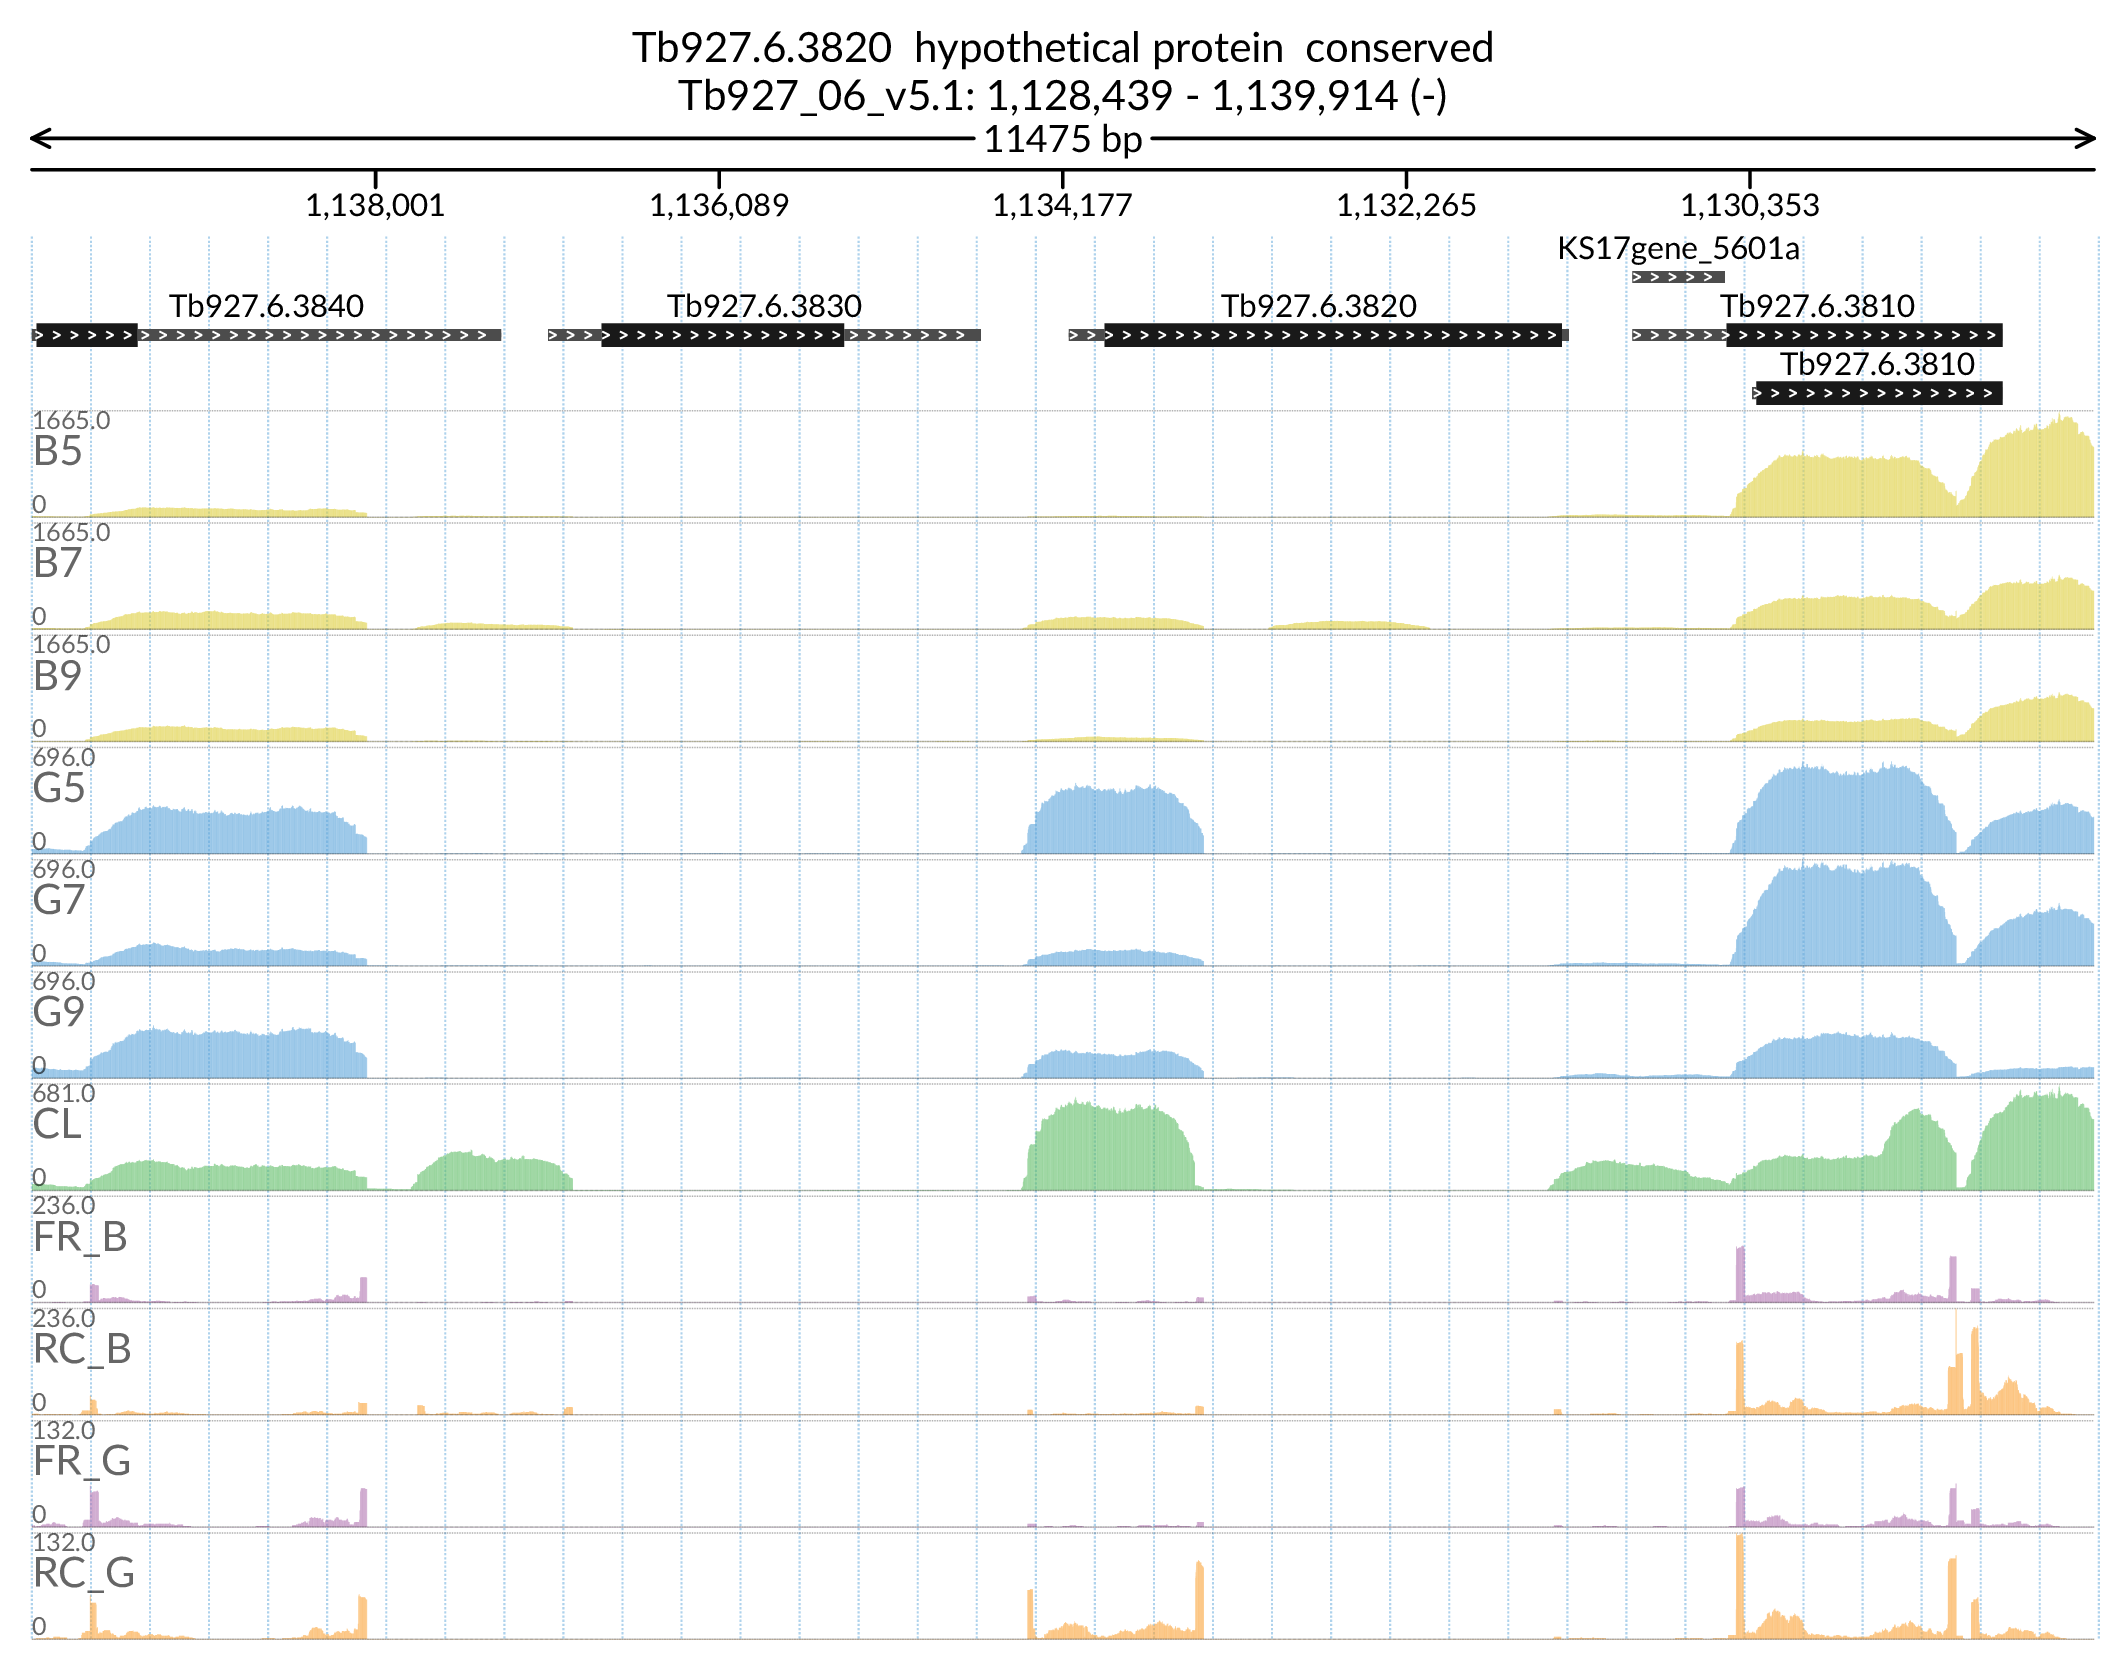 Tb927.6.3820 hypothetical protein conserved
Tb927_06_v5.1: 1,128,439 - 1,139,914 (-)
11475 bp
1,138,001 1,136,089 1,134,177 1,132,265 1,130,353
KS17gene_5601a
Tb927.6.3840 Tb927.6.3830 Tb927.6.3820 Tb927.6.3810
Tb927.6.3810
1665.0
B5
0
1665.0
B7
0
1665.0
B9
0
696.0
G5
0
696.0
G7
0
696.0
G9
0
681.0
CL
0
236.0
FR_B
0
236.0
RC_B
0
132.0
FR_G
0
132.0
RC_G
0